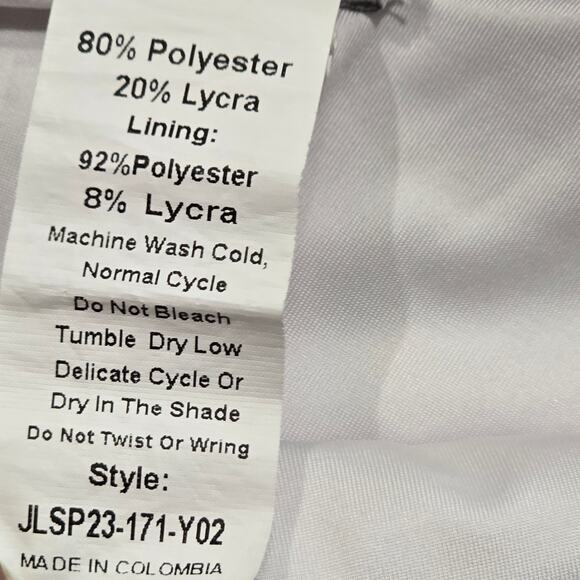 80% Polyester
20% Lycra
Lining:
92%Polyester
8% Lycra
Machine Wash Cold,
Normal Cycle
Do Not Bleach
Tumble Dry Low
Delicate Cycle Or
Dry In The Shade
Do Not Twist Or Wring
Style:
JLSP23-171-Y02
MADE IN COLOMBIA